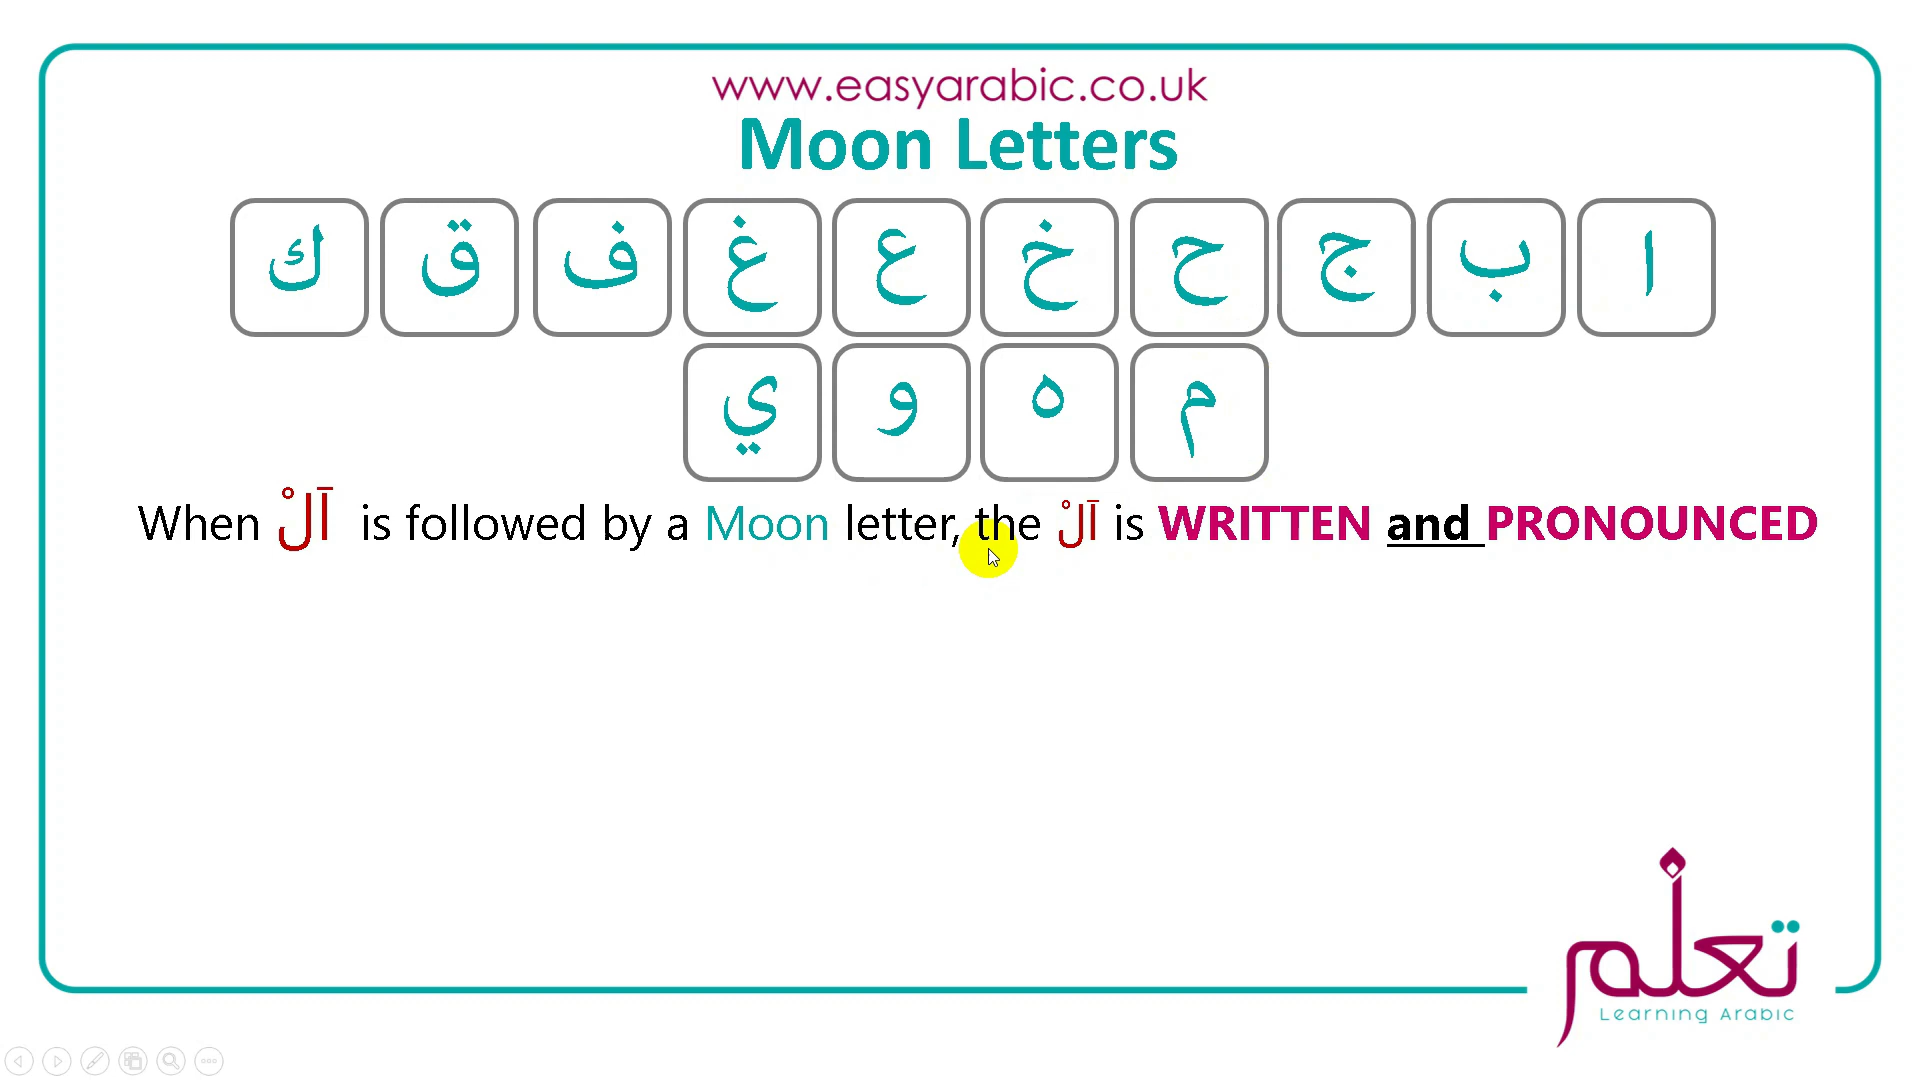 www.easyarabic.co.uk
Moon Letters
ا ب ج ح خ ع غ ف ق ك
م ه و ي
When اَلْ is followed by a Moon letter, the اَلْ is WRITTEN and PRONOUNCED
تعلم
Learning Arabic